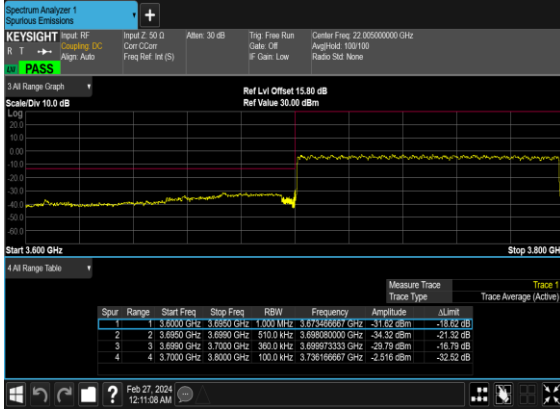 Spectrum Analyzer 1
Spurious Emissions
+
KEYSIGHT Input: RF Input Z: 50 Ω Atten: 30 dB Trig: Free Run Center Freq: 22.005000000 GHz
R T Coupling: DC Corr CCorr Gate: Off Avg|Hold: 100/100
Align: Auto Freq Ref: Int (S) IF Gain: Low Radio Std: None
PASS
3 All Range Graph
Ref Lvl Offset 15.80 dB
Scale/Div 10.0 dB Ref Value 30.00 dBm
Log
20.0
10.0
0.00
-10.0
-20.0
-30.0
-40.0
-50.0
-60.0
Start 3.600 GHz Stop 3.800 GH
4 All Range Table
Measure Trace Trace 1
Trace Type Trace Average (Active)
Spur Range Start Freq Stop Freq RBW Frequency Amplitude ΔLimit
1 1 3.6000 GHz 3.6950 GHz 1.000 MHz 3.673466667 GHz -31.62 dBm -18.62 dB
2 2 3.6950 GHz 3.6990 GHz 510.0 kHz 3.698080000 GHz -34.32 dBm -21.32 dB
3 3 3.6990 GHz 3.7000 GHz 360.0 kHz 3.699973333 GHz -29.79 dBm -16.79 dB
4 4 3.7000 GHz 3.8000 GHz 100.0 kHz 3.736166667 GHz -2.516 dBm -32.52 dB
? Feb 27, 2024
12:11:08 AM